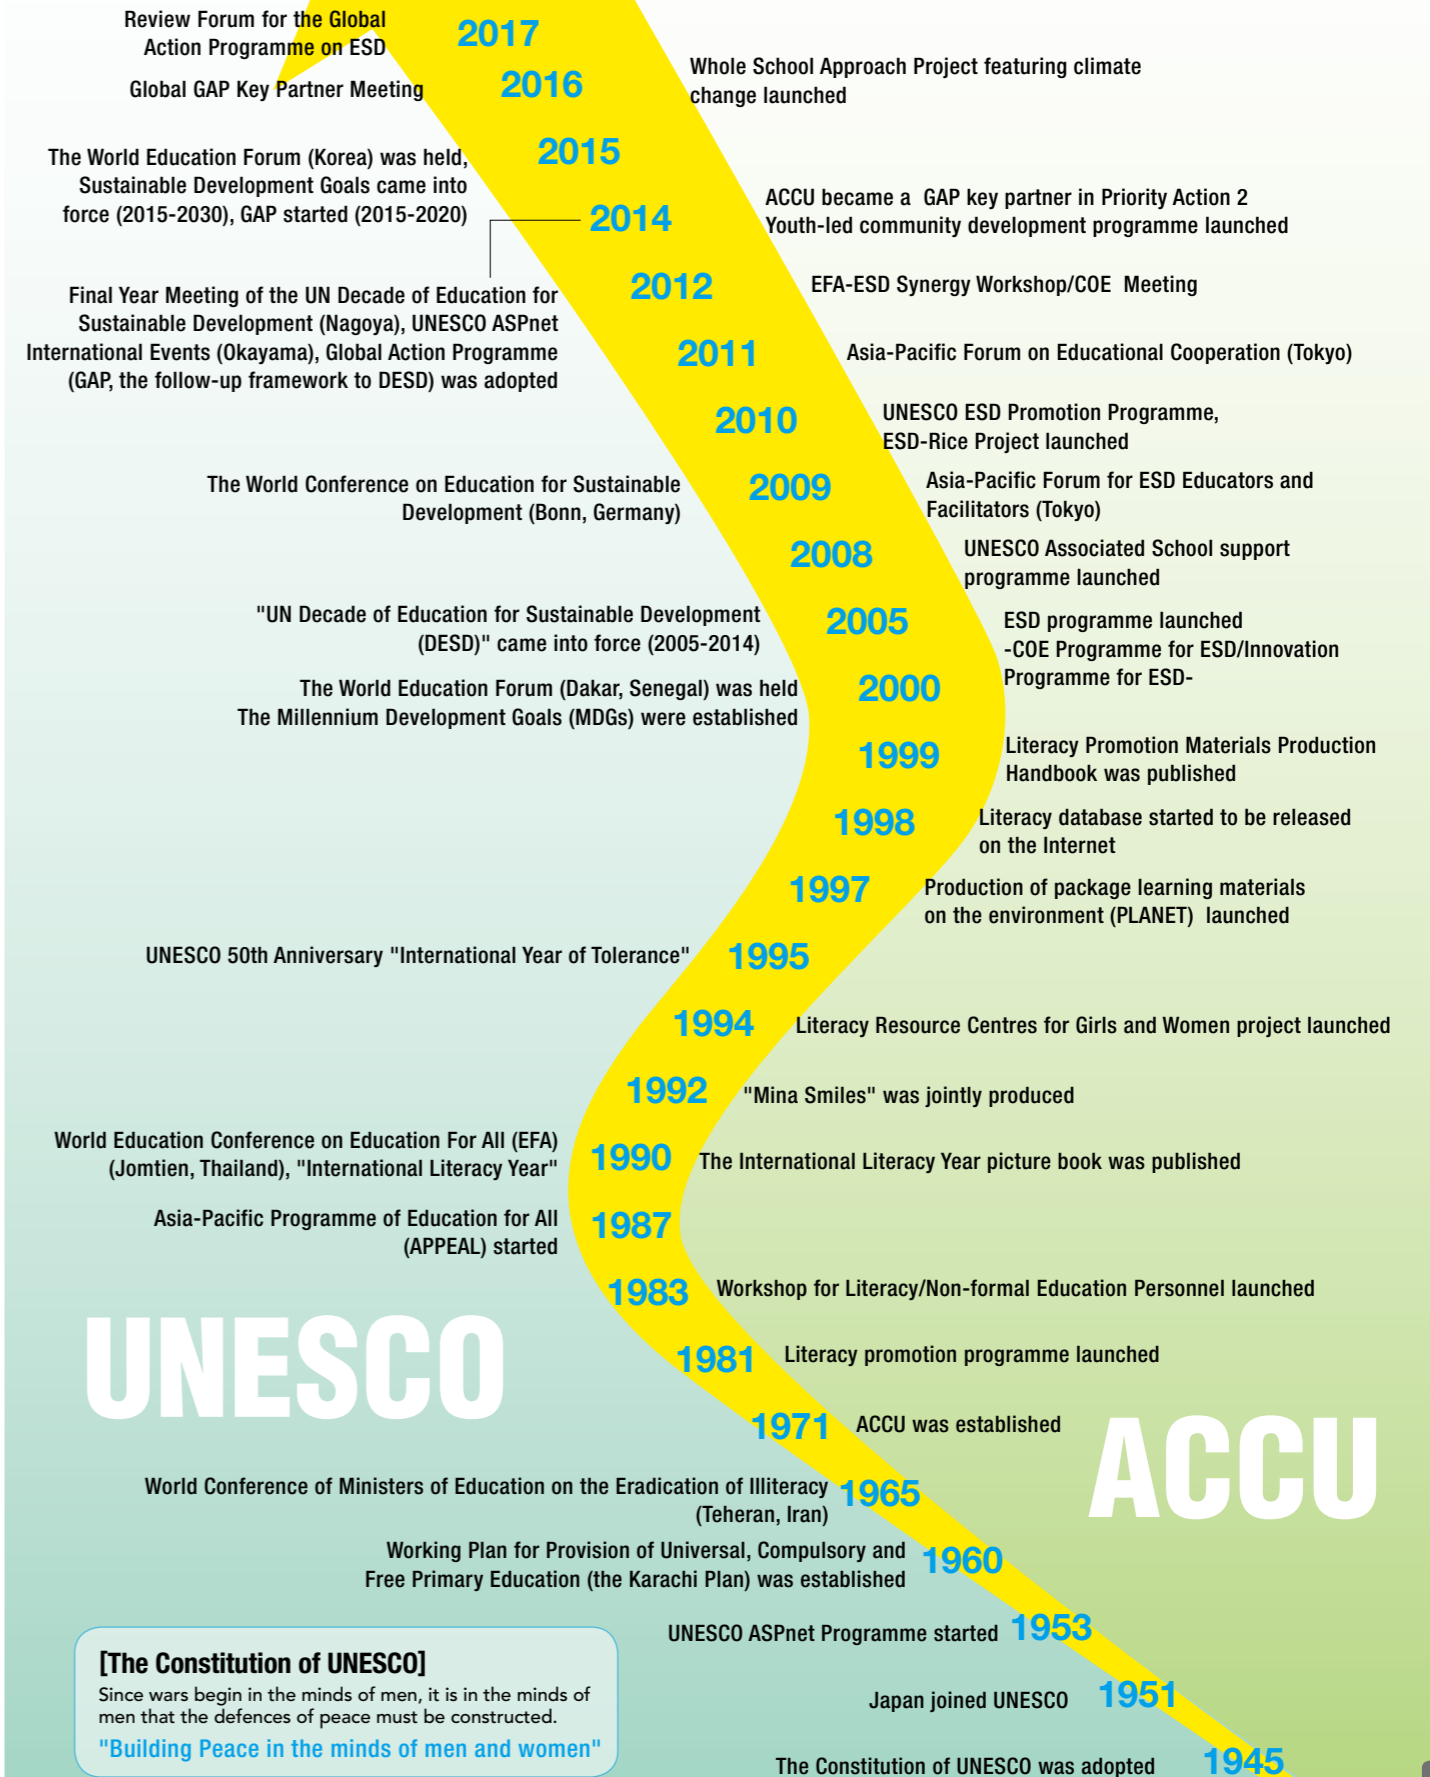 Review Forum for the Global
Action Programme on ESD
2017
Global GAP Key Partner Meeting
2016
Whole School Approach Project featuring climate
change launched
The World Education Forum (Korea) was held,
Sustainable Development Goals came into
force (2015-2030), GAP started (2015-2020)
2015
2014
ACCU became a GAP key partner in Priority Action 2
Youth-led community development programme launched
Final Year Meeting of the UN Decade of Education for
Sustainable Development (Nagoya), UNESCO ASPnet
International Events (Okayama), Global Action Programme
(GAP, the follow-up framework to DESD) was adopted
2012
EFA-ESD Synergy Workshop/COE Meeting
2011
Asia-Pacific Forum on Educational Cooperation (Tokyo)
2010
UNESCO ESD Promotion Programme,
ESD-Rice Project launched
The World Conference on Education for Sustainable
Development (Bonn, Germany)
2009
Asia-Pacific Forum for ESD Educators and
Facilitators (Tokyo)
2008
UNESCO Associated School support
programme launched
"UN Decade of Education for Sustainable Development
(DESD)" came into force (2005-2014)
2005
ESD programme launched
-COE Programme for ESD/Innovation
Programme for ESD-
The World Education Forum (Dakar, Senegal) was held
The Millennium Development Goals (MDGs) were established
2000
1999
Literacy Promotion Materials Production
Handbook was published
1998
Literacy database started to be released
on the Internet
1997
Production of package learning materials
on the environment (PLANET) launched
UNESCO 50th Anniversary "International Year of Tolerance"
1995
1994
Literacy Resource Centres for Girls and Women project launched
1992
"Mina Smiles" was jointly produced
World Education Conference on Education For All (EFA)
(Jomtien, Thailand), "International Literacy Year"
1990
The International Literacy Year picture book was published
Asia-Pacific Programme of Education for All
(APPEAL) started
1987
1983
Workshop for Literacy/Non-formal Education Personnel launched
UNESCO
1981
Literacy promotion programme launched
1971
ACCU was established
ACCU
World Conference of Ministers of Education on the Eradication of Illiteracy
(Teheran, Iran)
1965
Working Plan for Provision of Universal, Compulsory and
Free Primary Education (the Karachi Plan) was established
1960
UNESCO ASPnet Programme started
1953
Japan joined UNESCO
1951
The Constitution of UNESCO was adopted
1945
[The Constitution of UNESCO]
Since wars begin in the minds of men, it is in the minds of
men that the defences of peace must be constructed.
"Building Peace in the minds of men and women"